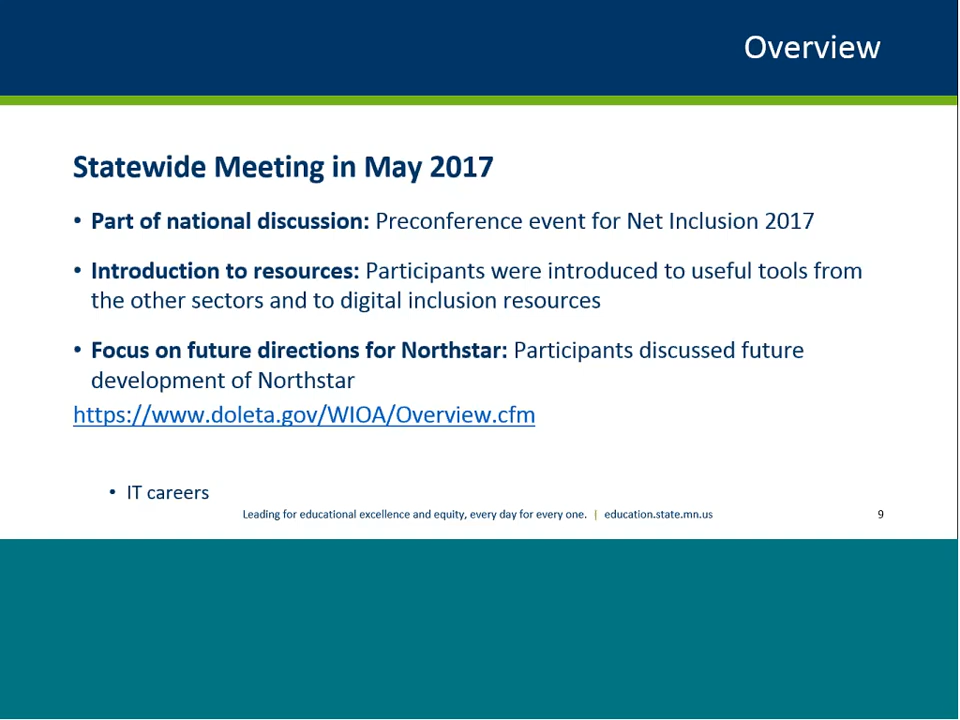 Overview
Statewide Meeting in May 2017
• Part of national discussion: Preconference event for Net Inclusion 2017
• Introduction to resources: Participants were introduced to useful tools from
the other sectors and to digital inclusion resources
• Focus on future directions for Northstar: Participants discussed future
development of Northstar
https://www.doleta.gov/WIOA/Overview.cfm
• IT careers
Leading for educational excellence and equity, every day for every one. | education.state.mn.us 9